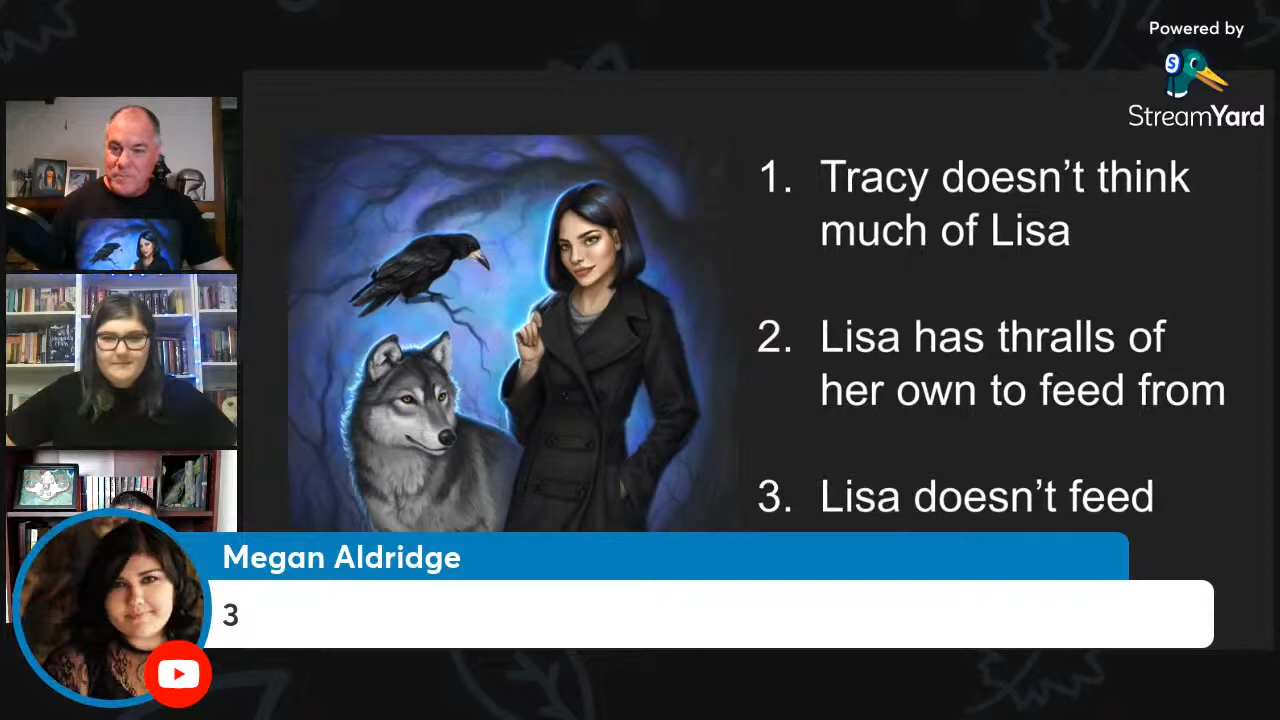 Powered by
StreamYard
1. Tracy doesn’t think
much of Lisa
2. Lisa has thralls of
her own to feed from
3. Lisa doesn’t feed
Megan Aldridge
3